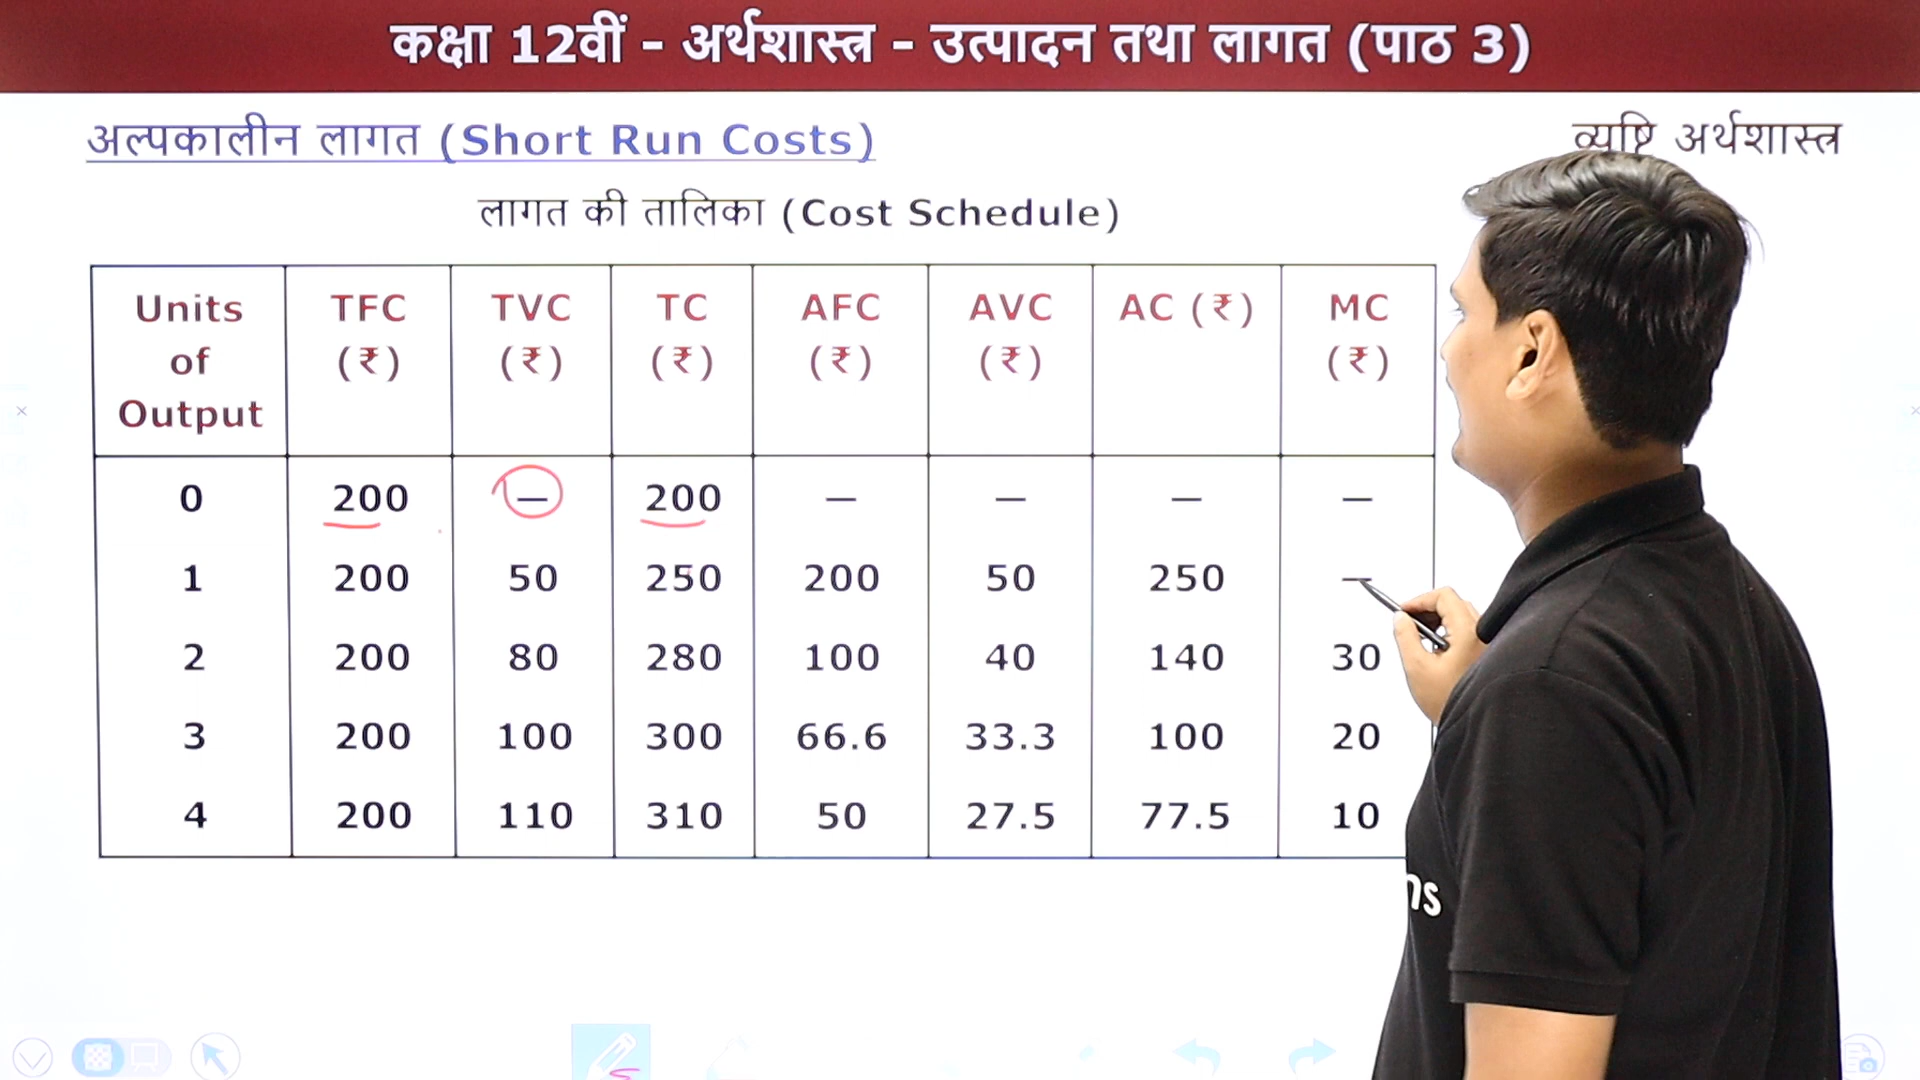 कक्षा 12वीं - अर्थशास्त्र - उत्पादन तथा लागत (पाठ 3)
अल्पकालीन लागत (Short Run Costs)
व्यष्टि अर्थशास्त्र
लागत की तालिका (Cost Schedule)
Units of Output TFC (₹) TVC (₹) TC (₹) AFC (₹) AVC (₹) AC (₹) MC (₹)
0 200 — 200 — — — —
1 200 50 250 200 50 250 —
2 200 80 280 100 40 140 30
3 200 100 300 66.6 33.3 100 20
4 200 110 310 50 27.5 77.5 10
ns